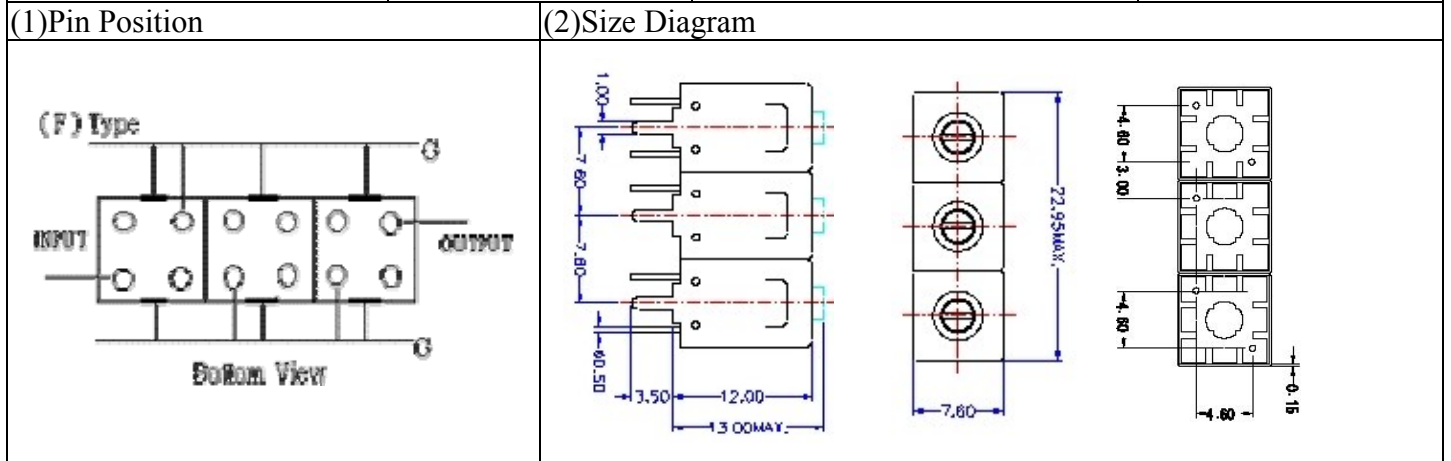 (1)Pin Position
(2)Size Diagram
(F) Type
G
INPUT
OUTPUT
G
Bottom View
1.00
7.60
7.60
ø0.50
3.50
12.00
13.00MAX.
22.95MAX.
7.60
4.60
3.00
4.60
0.15
4.60